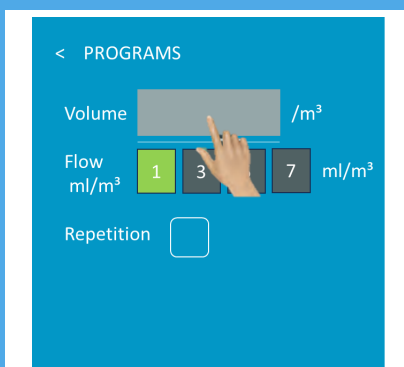 < PROGRAMS
Volume /m³
Flow
ml/m³ 1 3 7 ml/m³
Repetition